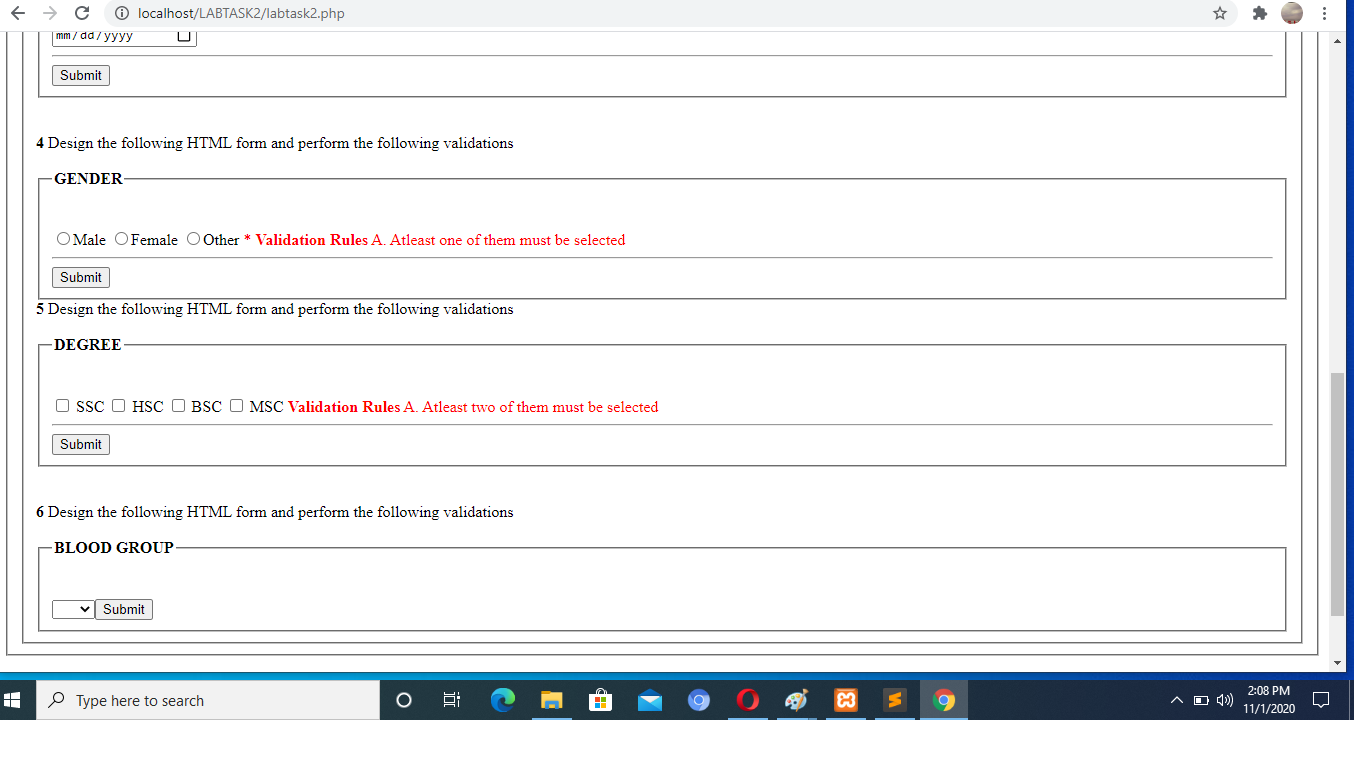 localhost/LABTASK2/labtask2.php
mm/dd/yyyy
Submit
4 Design the following HTML form and perform the following validations
GENDER
Male Female Other * Validation Rules A. Atleast one of them must be selected
Submit
5 Design the following HTML form and perform the following validations
DEGREE
SSC HSC BSC MSC Validation Rules A. Atleast two of them must be selected
Submit
6 Design the following HTML form and perform the following validations
BLOOD GROUP
Submit
Type here to search
2:08 PM
11/1/2020